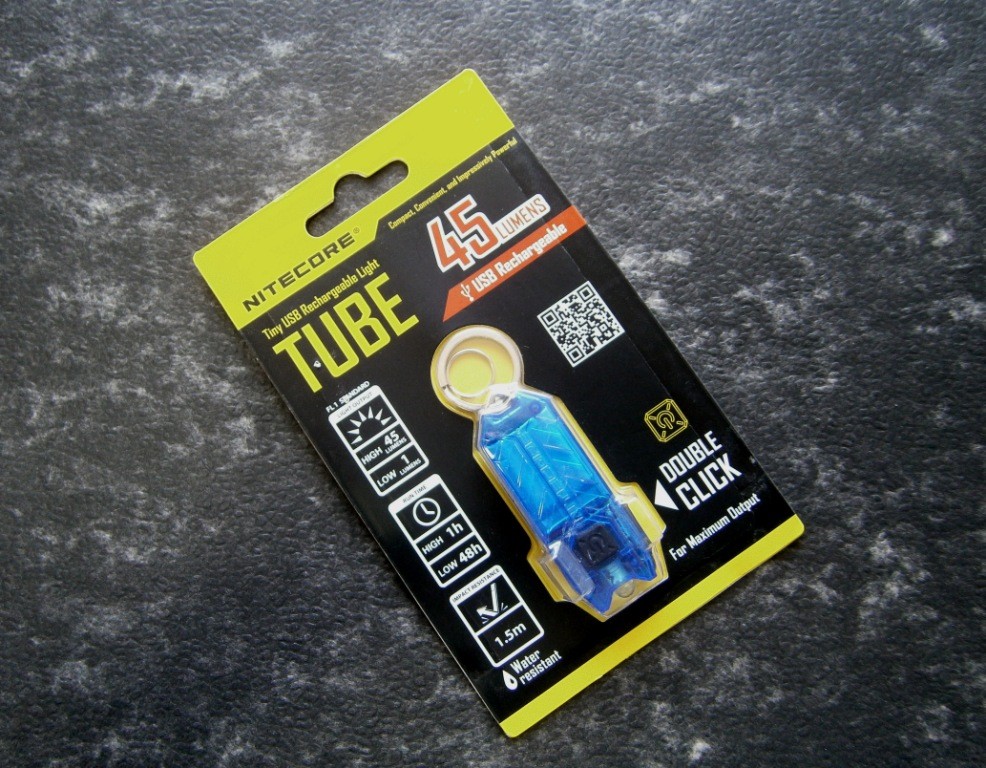 Compact, Convenient, and Impressively Powerful
NITECORE®
45 LUMENS
USB Rechargeable
Tiny USB Rechargeable Light
TUBE
FL1 STANDARD
LIGHT OUTPUT
HIGH 45 LUMENS
LOW 1 LUMENS
RUN TIME
HIGH 1h
LOW 48h
IMPACT RESISTANCE
1.5m
Water
resistant
DOUBLE
CLICK
For Maximum Output